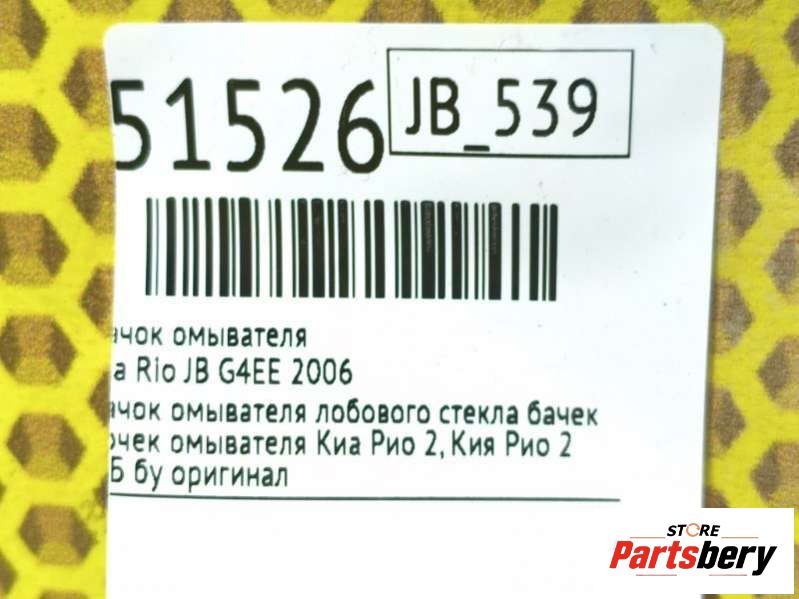 51526
JB_539
ачок омывателя
a Rio JB G4EE 2006
ачок омывателя лобового стекла бачек
очек омывателя Киа Рио 2, Кия Рио 2
Б бу оригинал
STORE
Partsbery